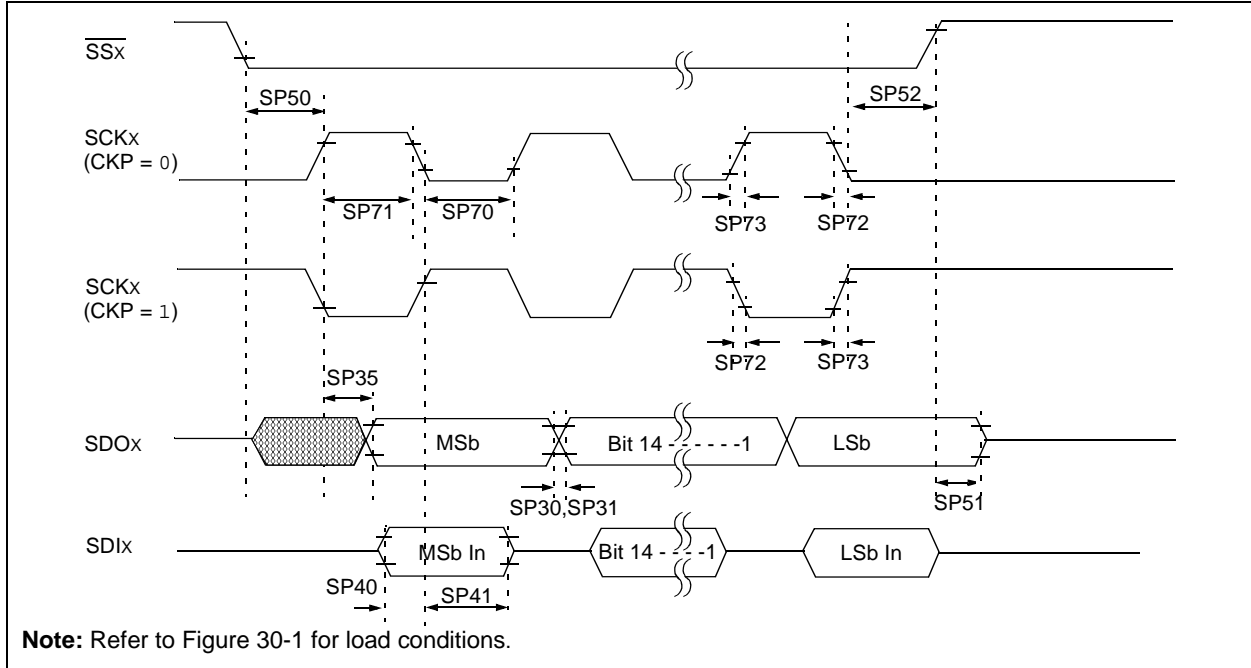 SSX
SP50
SP52
SCKX
(CKP = 0)
SP71
SP70
SP73
SP72
SCKX
(CKP = 1)
SP72
SP73
SP35
SDOX
MSb
Bit 14 - - - - - -1
LSb
SP30,SP31
SP51
SDIX
MSb In
Bit 14 - - - -1
LSb In
SP40
SP41
Note: Refer to Figure 30-1 for load conditions.